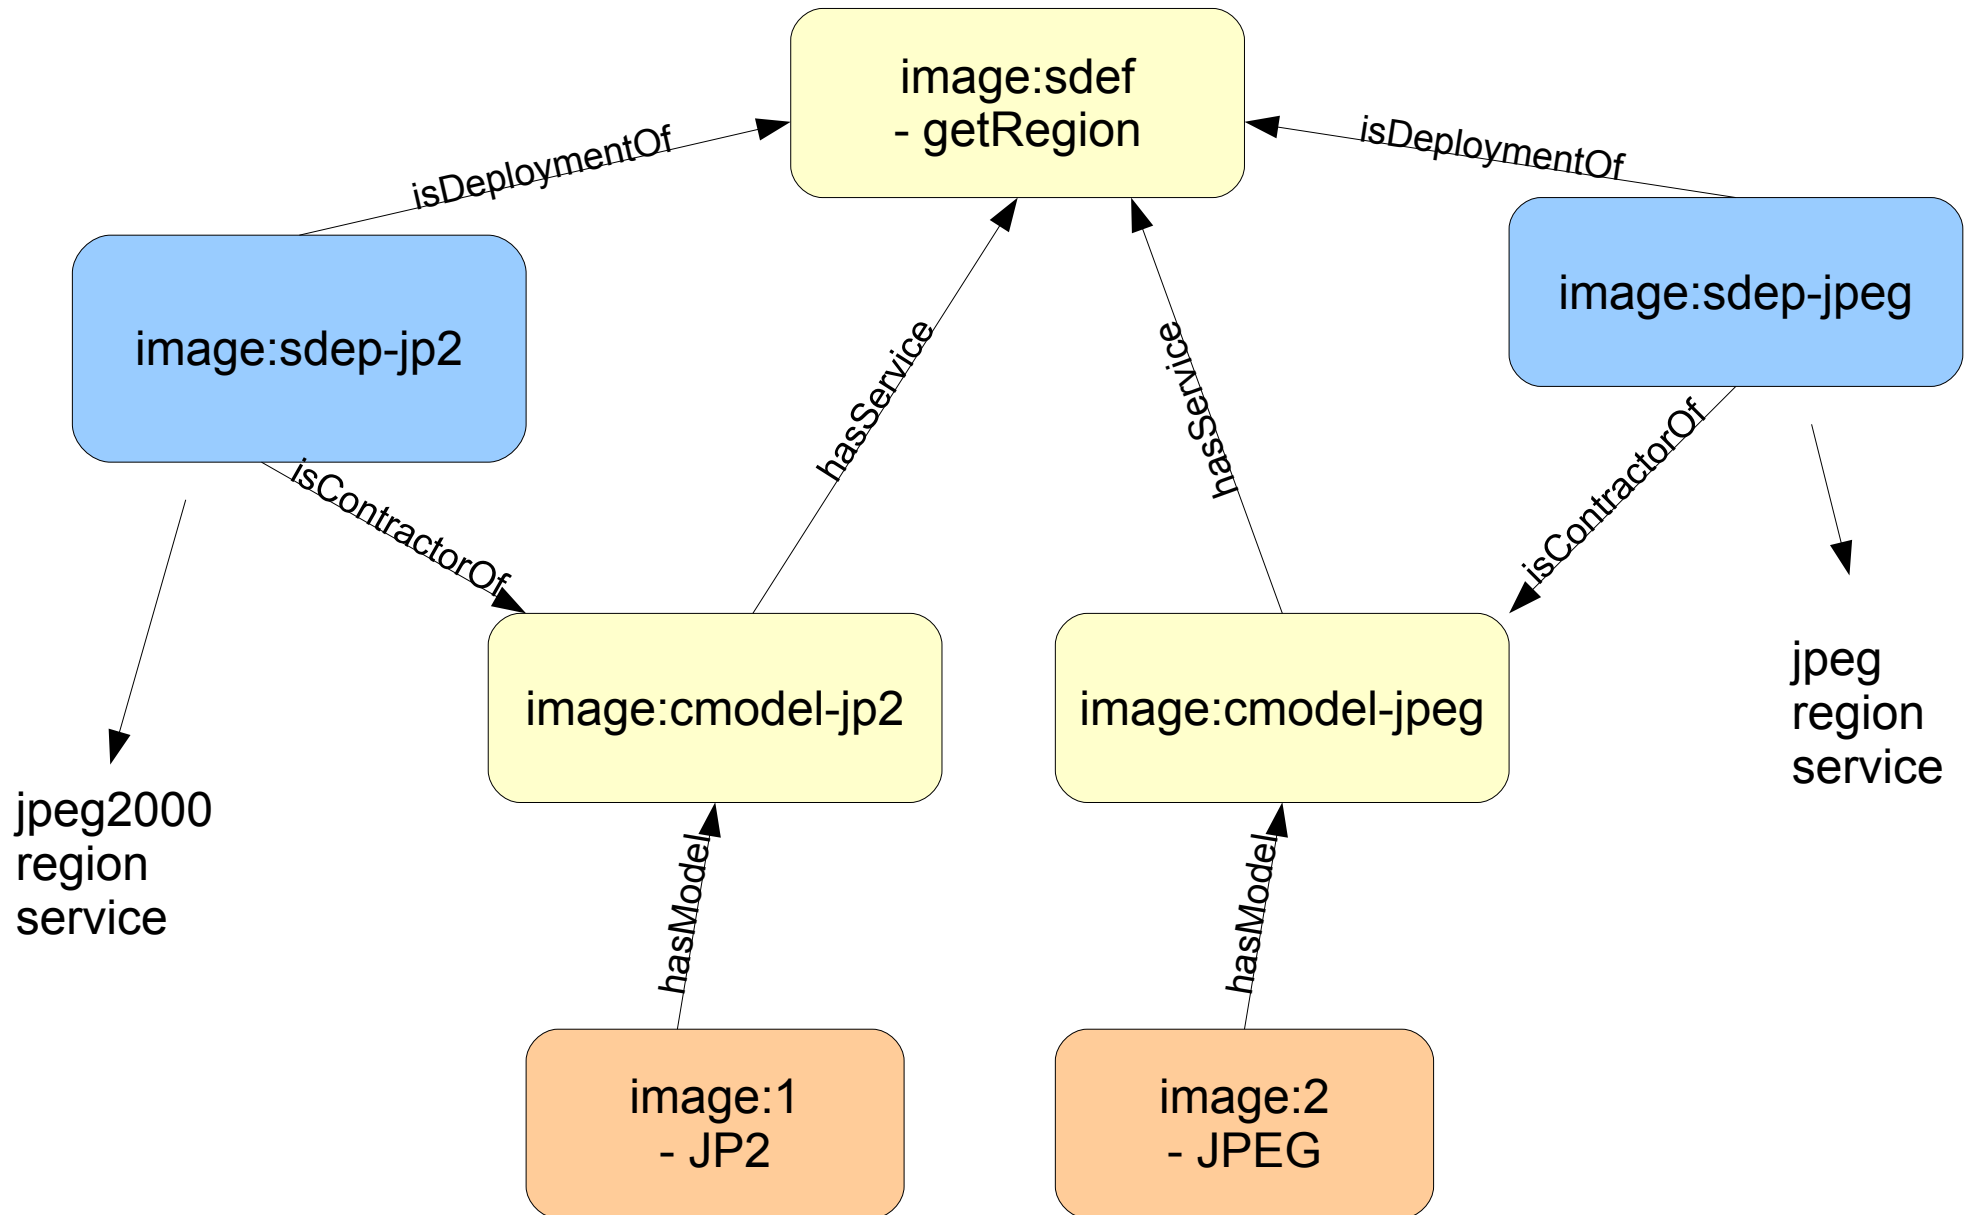 image:sdef
- getRegion
isDeploymentOf
isDeploymentOf
image:sdep-jp2
image:sdep-jpeg
hasService
hasService
isContractorOf
isContractorOf
image:cmodel-jp2
image:cmodel-jpeg
jpeg
region
service
jpeg2000
region
service
hasModel
hasModel
image:1
- JP2
image:2
- JPEG